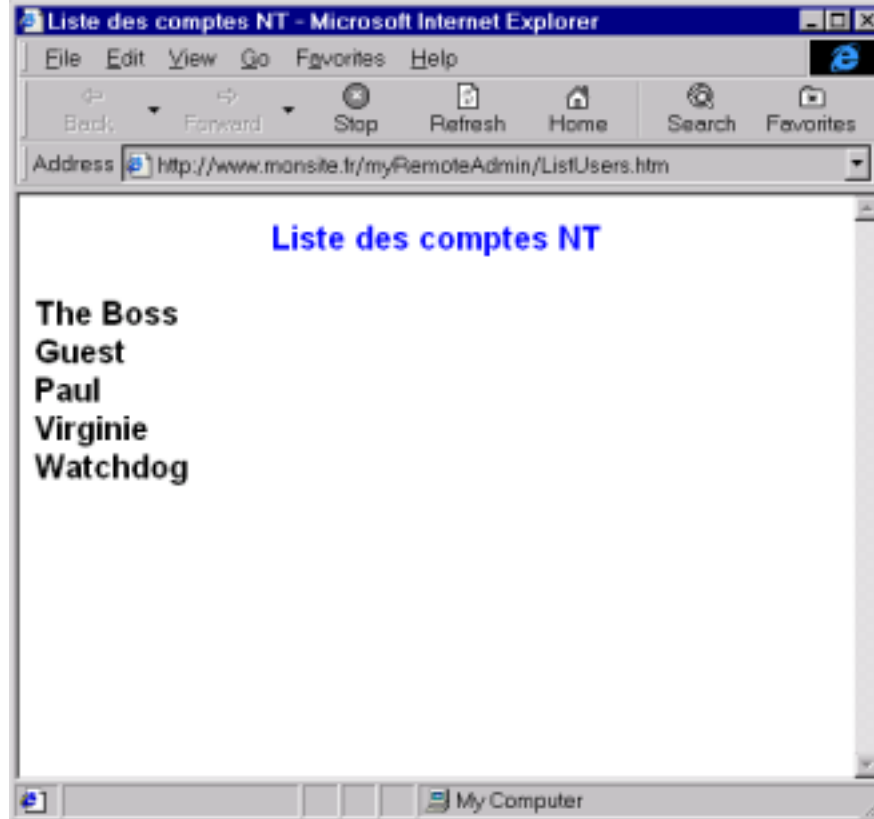 Liste des comptes NT - Microsoft Internet Explorer
File Edit View Go Favorites Help
Back Forward Stop Refresh Home Search Favorites
Address http://www.monsite.fr/myRemoteAdmin/ListUsers.htm
Liste des comptes NT
The Boss
Guest
Paul
Virginie
Watchdog
My Computer